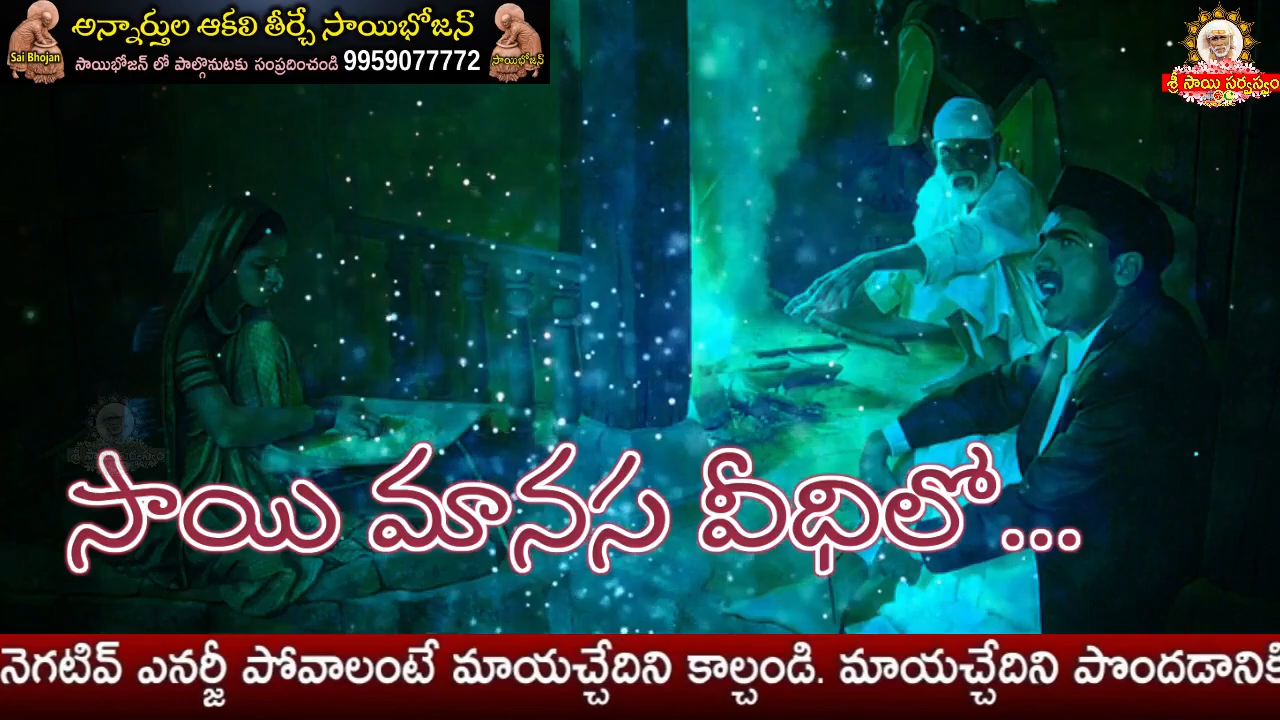 అన్నార్తుల ఆకలి తీర్చే సాయిభోజన్
Sai Bhojan
సాయిభోజన్ లో పాల్గొనుటకు సంప్రదించండి 9959077772
సాయిభోజన్
శ్రీ సాయి సర్వస్వం
సాయి మానస వీధిలో...
నెగటివ్ ఎనర్జీ పోవాలంటే మాయచ్చేదిని కాల్చండి. మాయచ్చేదిని పొందడానికి